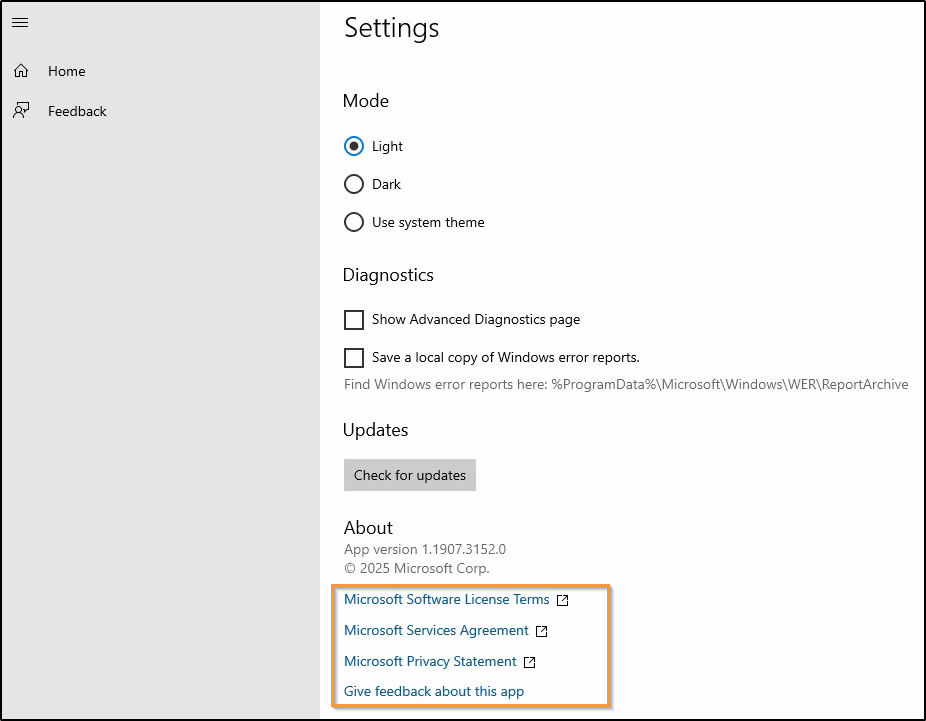 Settings
Home
Feedback
Mode
Light
Dark
Use system theme
Diagnostics
Show Advanced Diagnostics page
Save a local copy of Windows error reports.
Find Windows error reports here: %ProgramData%\Microsoft\Windows\WER\ReportArchive
Updates
Check for updates
About
App version 1.1907.3152.0
© 2025 Microsoft Corp.
Microsoft Software License Terms
Microsoft Services Agreement
Microsoft Privacy Statement
Give feedback about this app